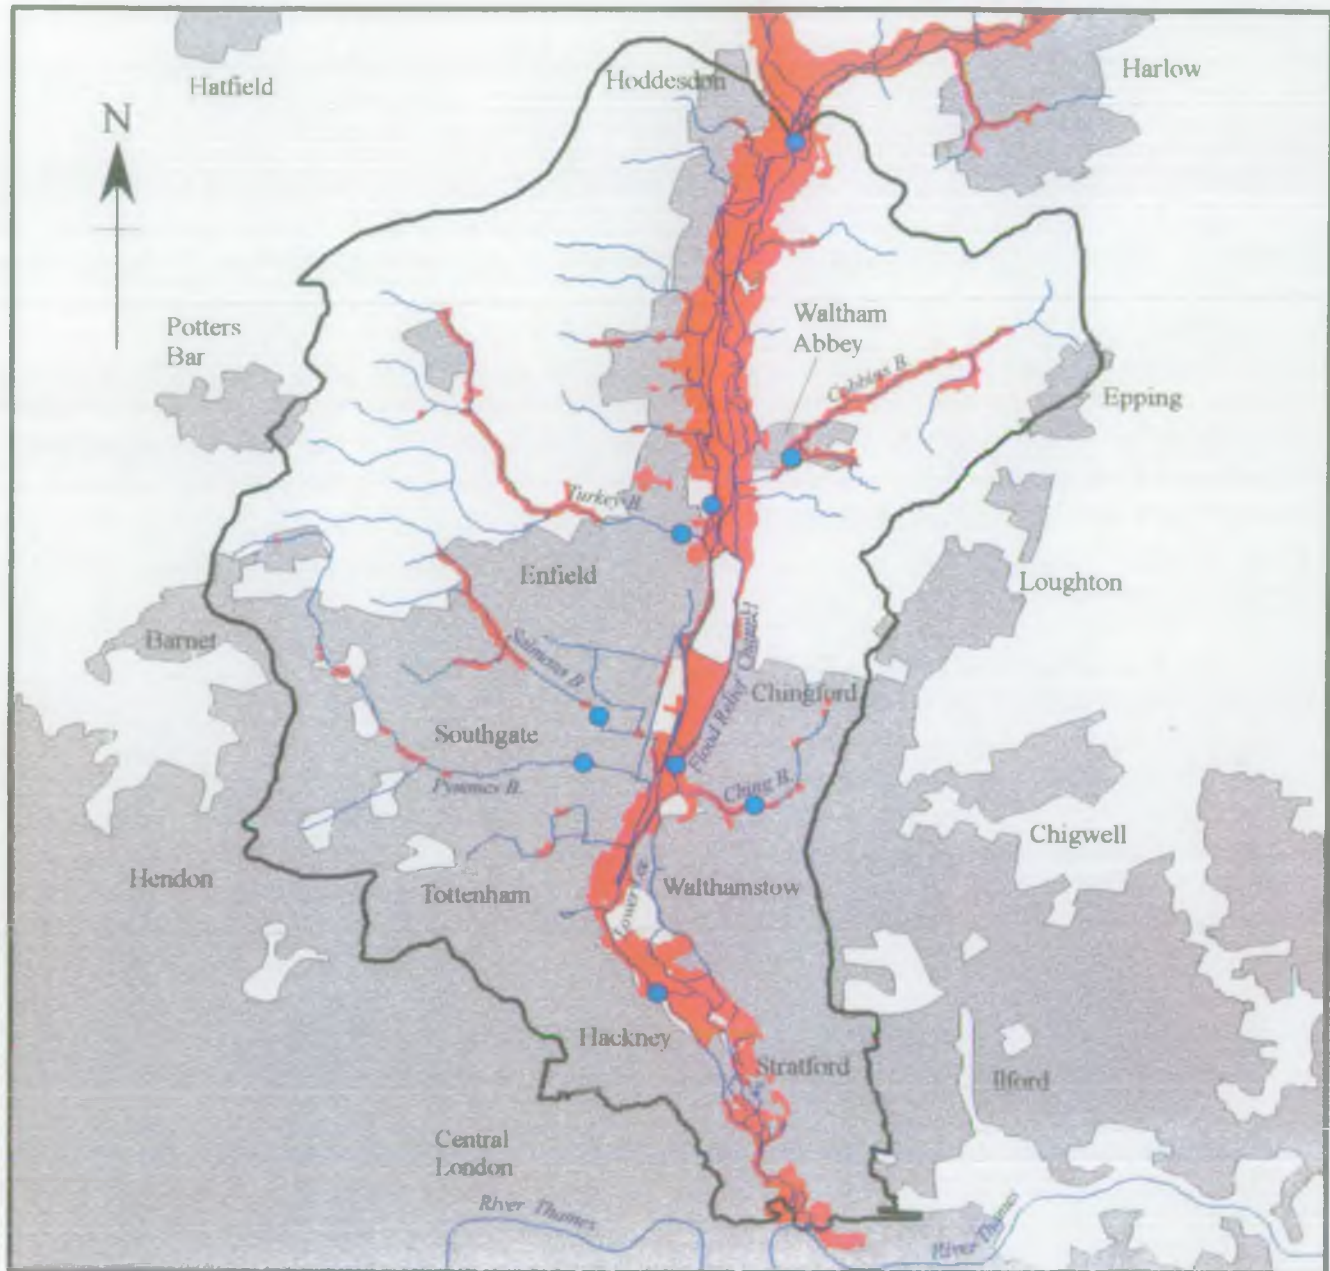 Hatfield
Hoddesdon
Harlow
N
Potters
Bar
Waltham
Abbey
Cobbins B.
Epping
Turkey B.
Enfield
Loughton
Barnet
Salmons B.
Flood Relief Channel
Chingford
Southgate
Pymmes B.
Ching B.
Chigwell
Hendon
Tottenham
Lower Lee
Walthamstow
Hackney
Stratford
Ilford
Central
London
River Thames
River Thames